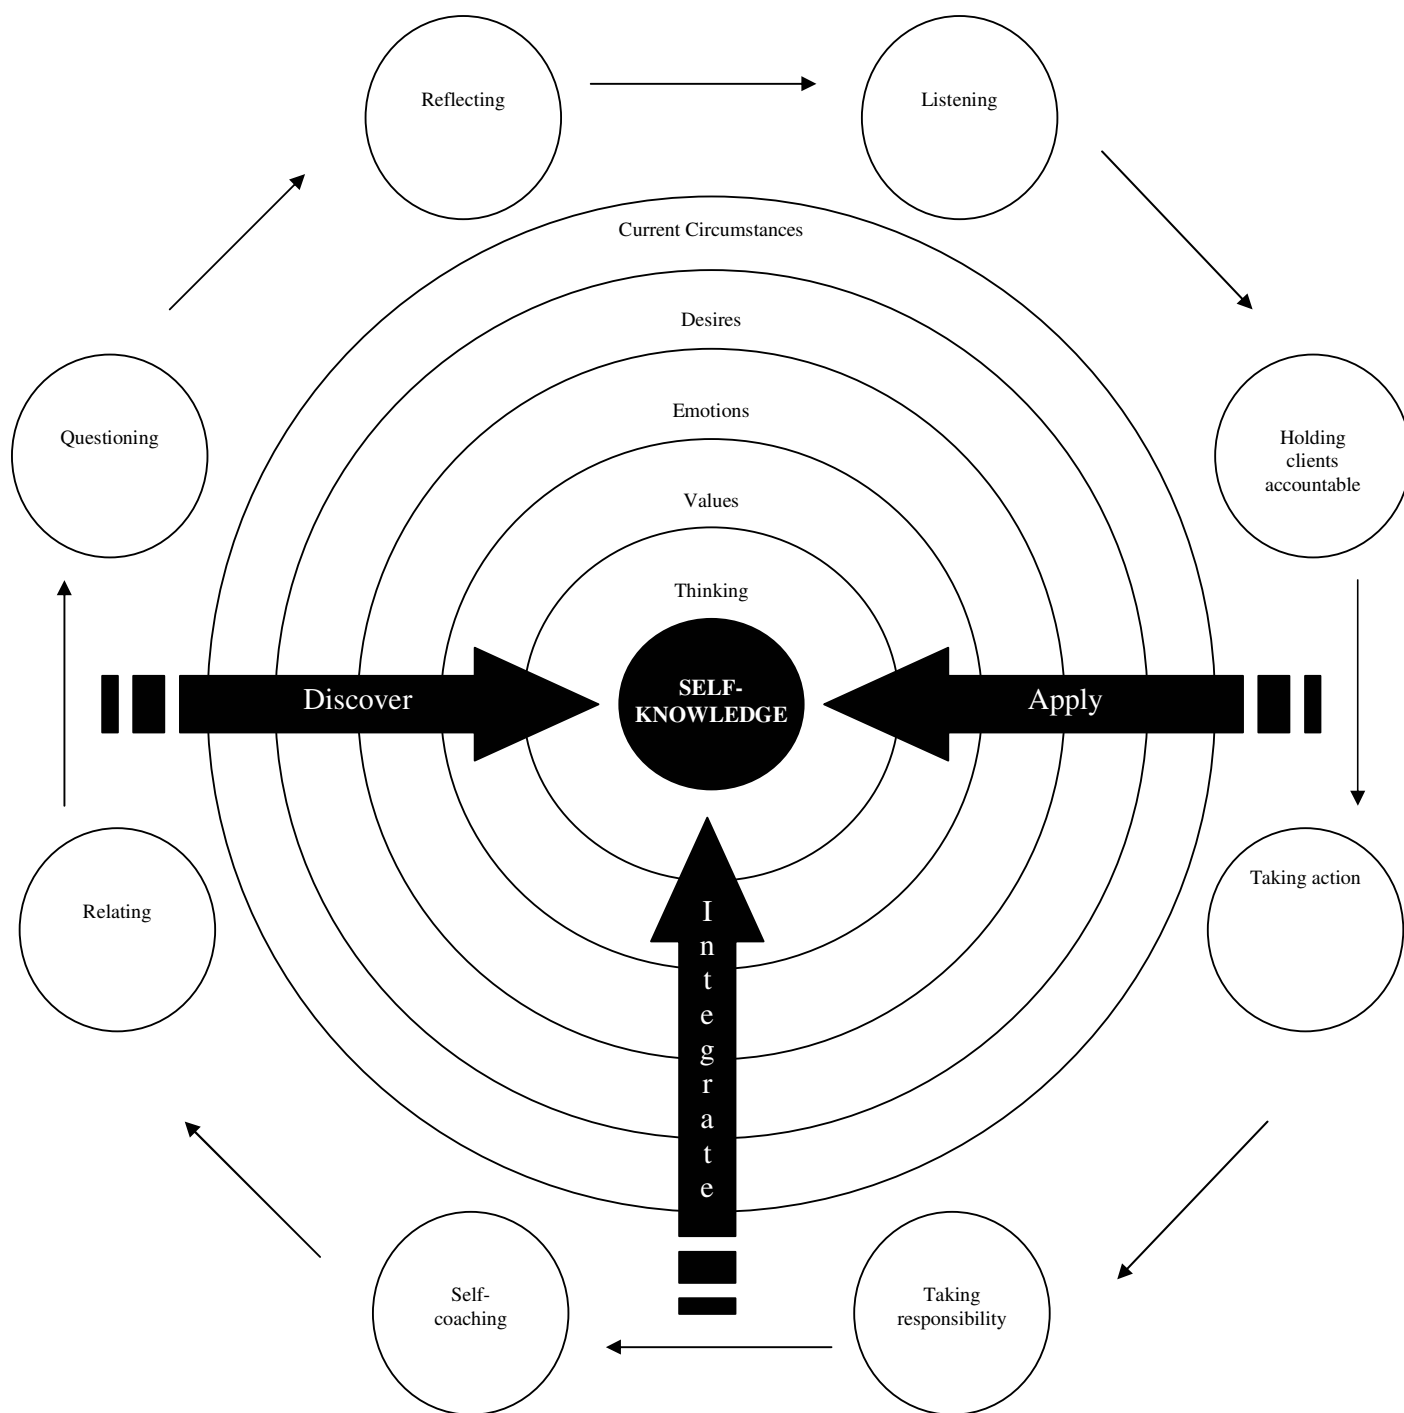 Reflecting
Listening
Current Circumstances
Desires
Emotions
Questioning
Holding
clients
accountable
Values
Thinking
Discover
SELF-
KNOWLEDGE
Apply
Relating
Taking action
Integrate
Self-
coaching
Taking
responsibility